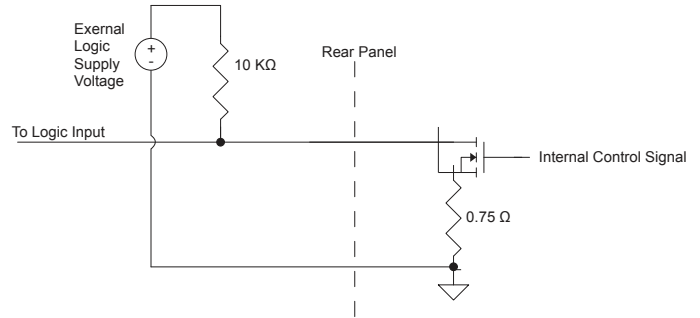 Exernal
Logic
Supply
Voltage
+
-
10 KΩ
Rear Panel
To Logic Input
Internal Control Signal
0.75 Ω